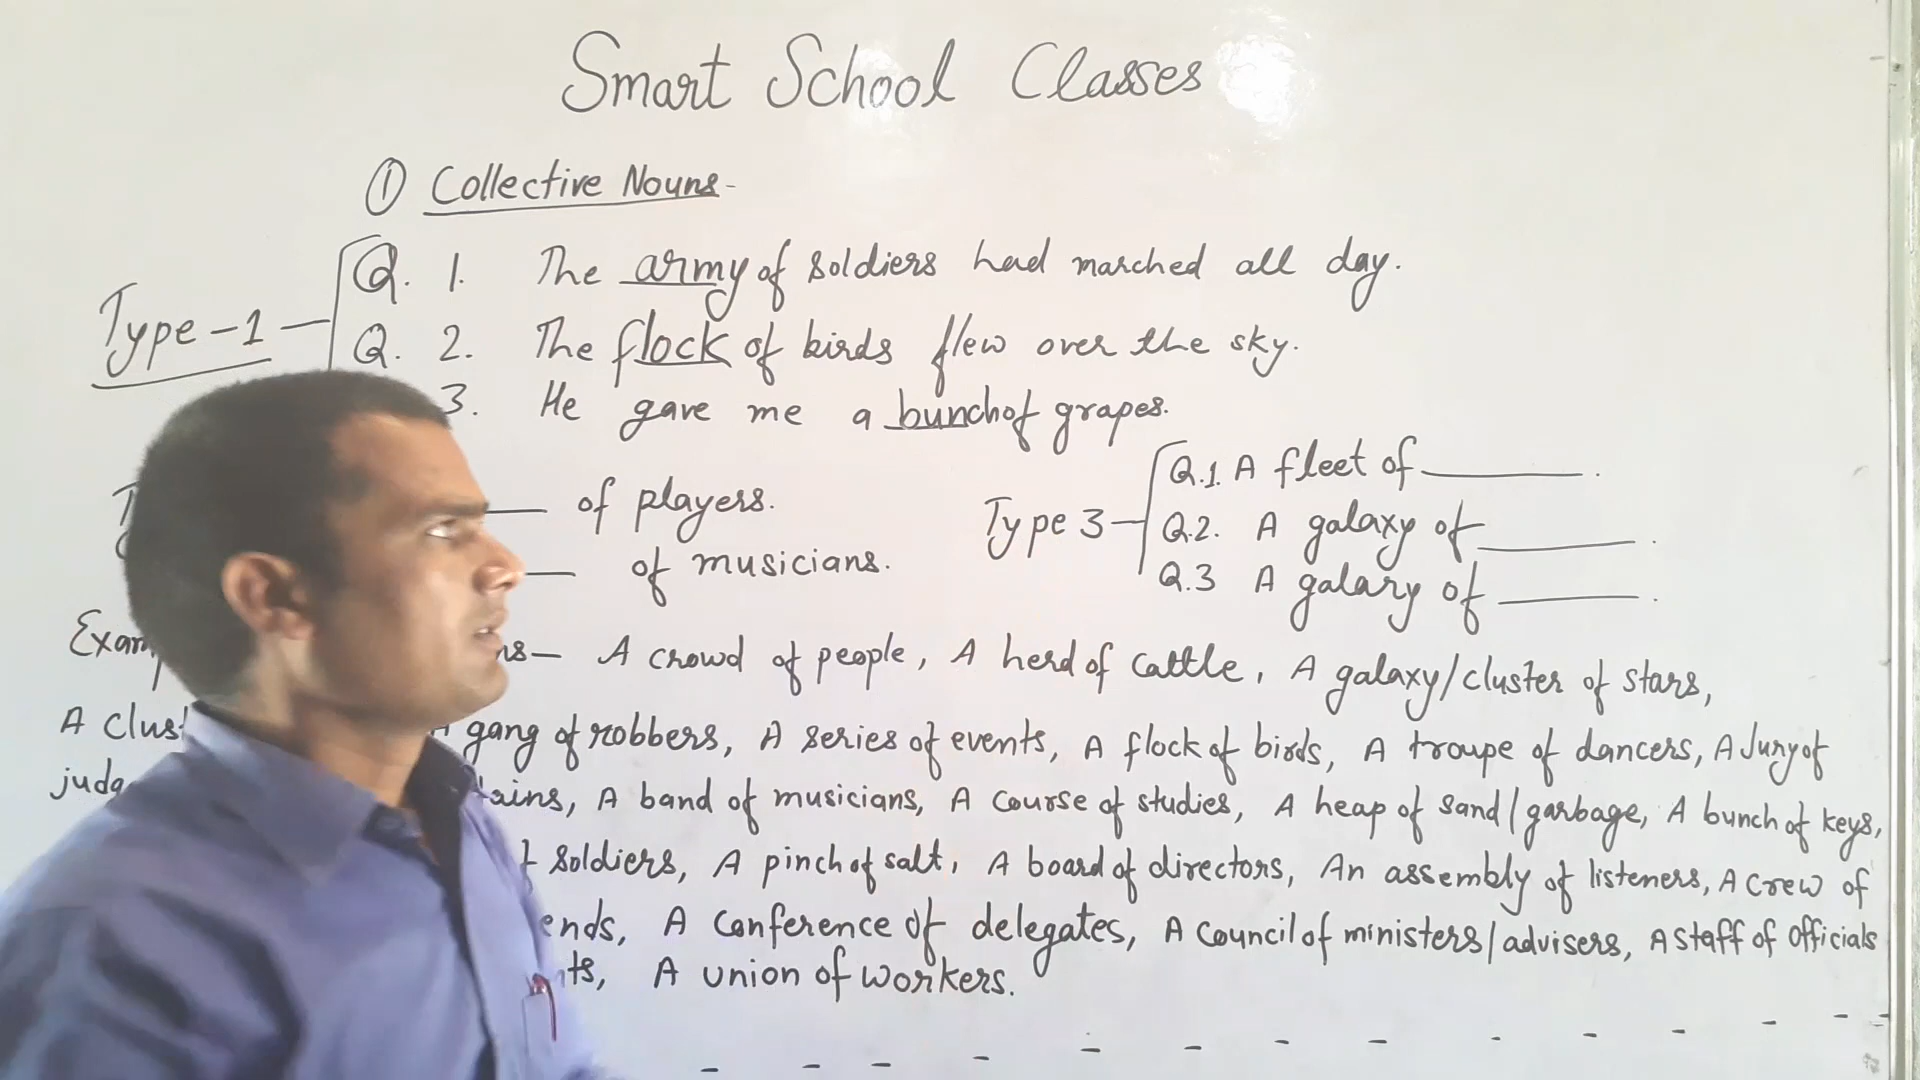 Smart School Classes
① Collective Nouns-
Type-1
Q. 1. The army of soldiers had marched all day.
Q. 2. The flock of birds flew over the sky.
3. He gave me a bunch of grapes.
of players.
of musicians.
Type 3
Q.1. A fleet of ______.
Q.2. A galaxy of ______.
Q.3 A galary of ______.
A crowd of people, A herd of cattle, A galaxy/cluster of stars,
A gang of robbers, A series of events, A flock of birds, A troupe of dancers, A Jury of
A band of musicians, A course of studies, A heap of sand/garbage, A bunch of keys,
soldiers, A pinch of salt, A board of directors, An assembly of listeners, A crew of
A conference of delegates, A council of ministers/advisers, A staff of officials
A union of workers.